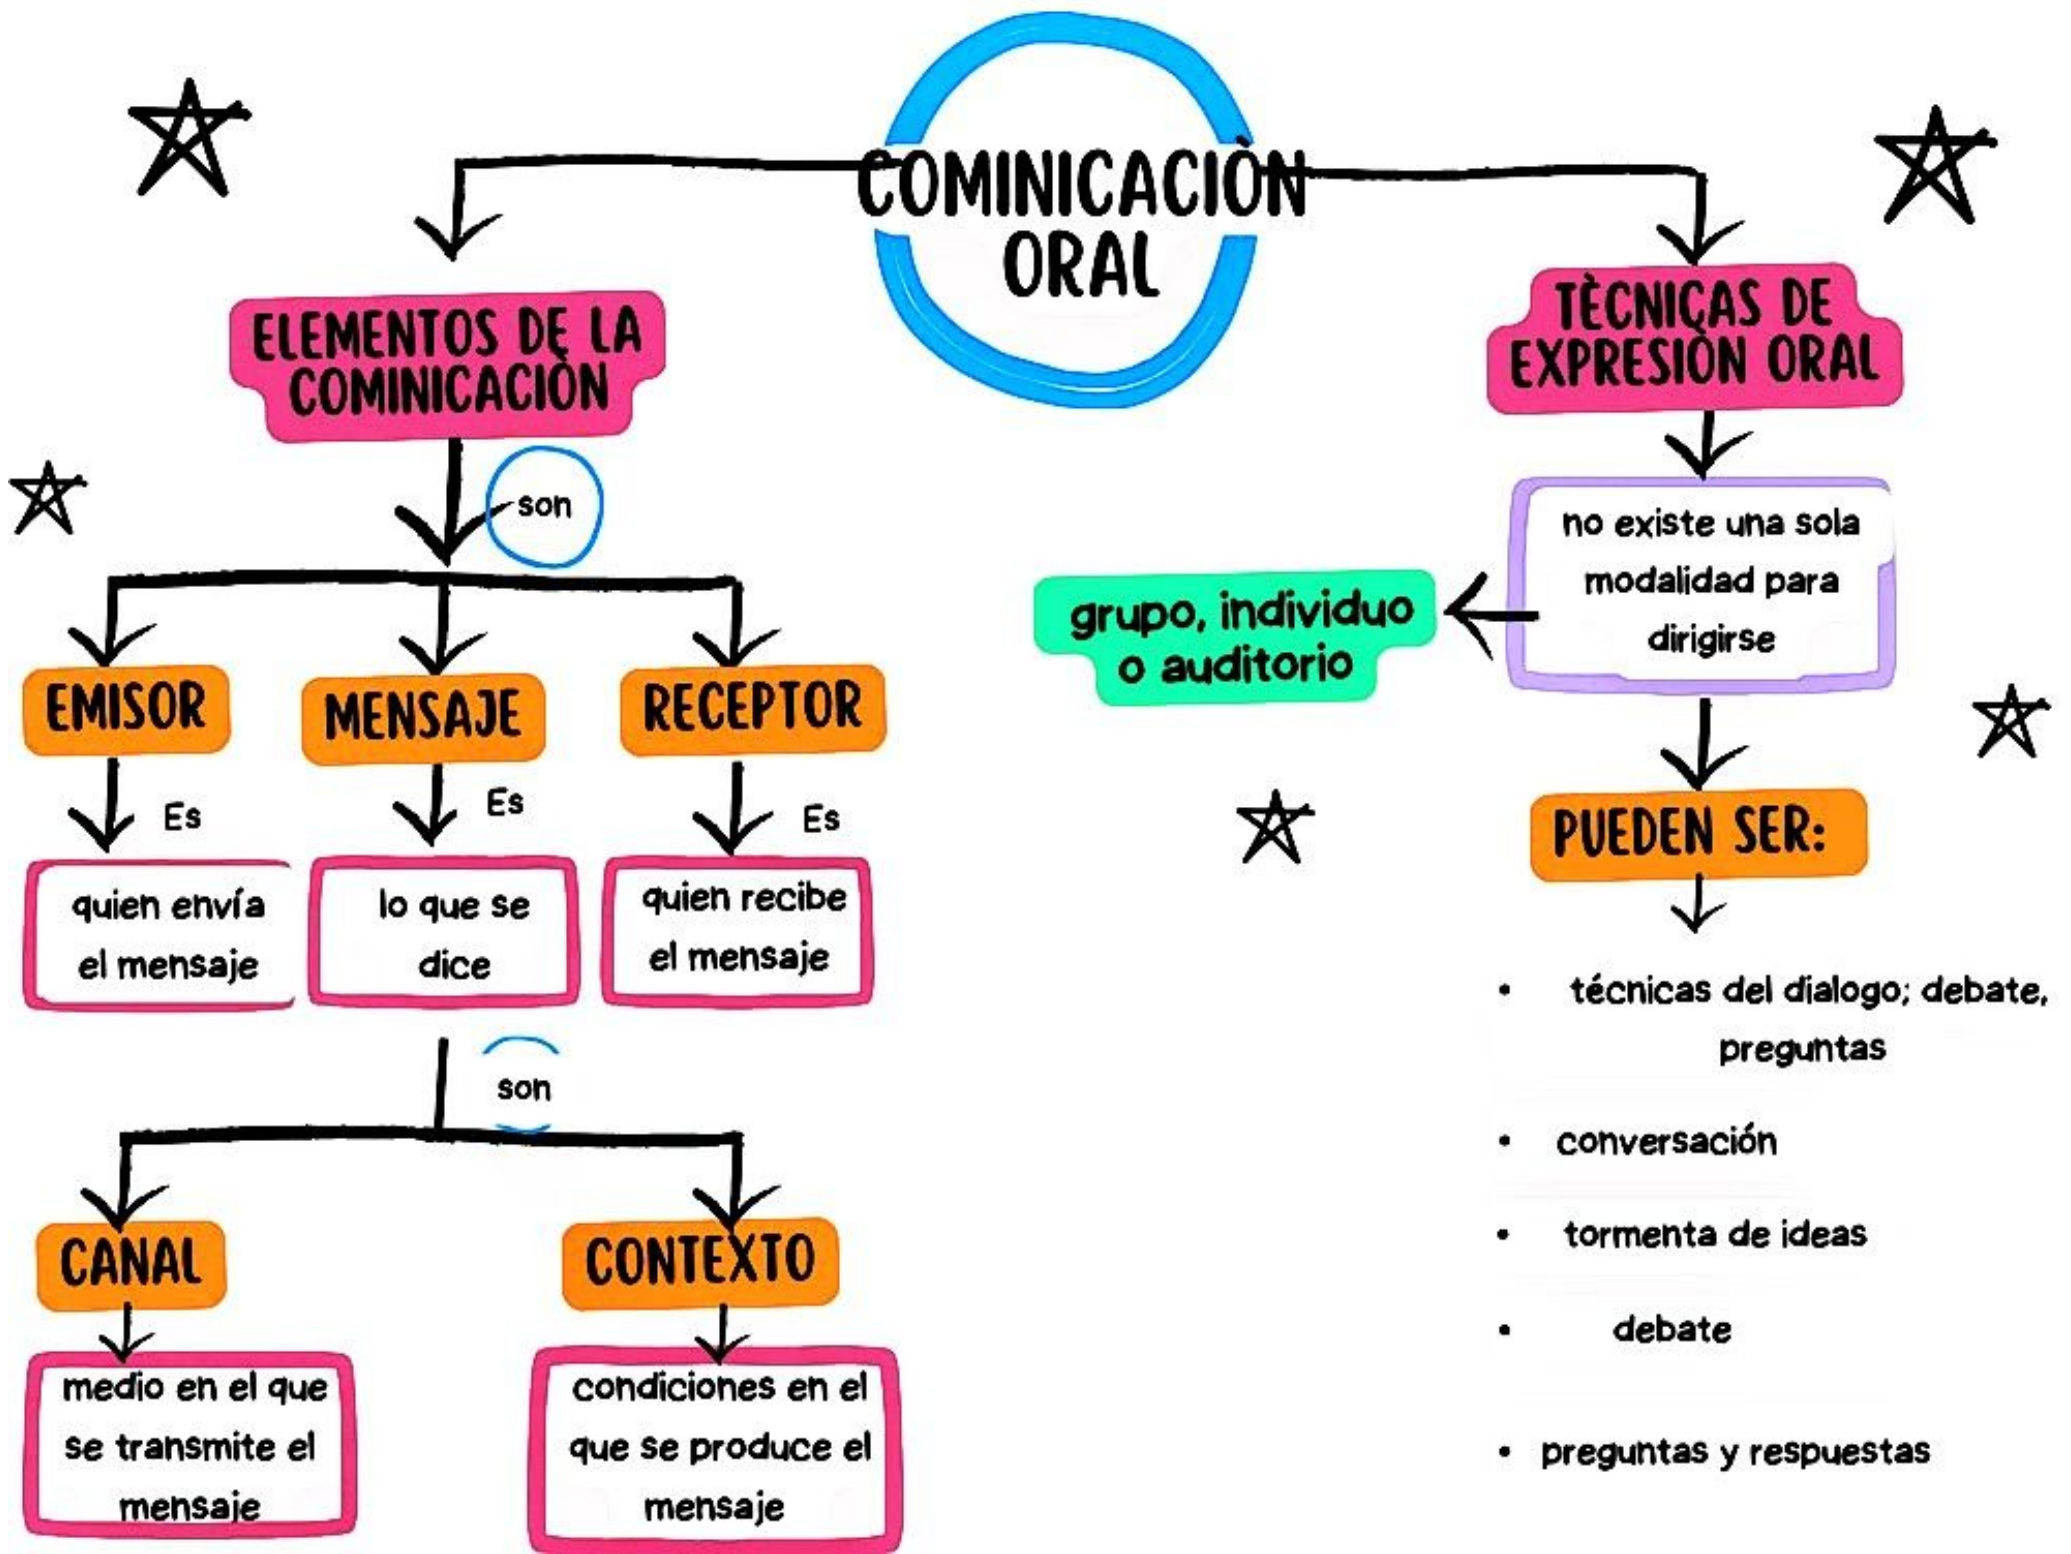 COMINICACIÒN
ORAL
ELEMENTOS DE LA
COMINICACIÒN
son
EMISOR
MENSAJE
RECEPTOR
Es
Es
Es
quien envía
el mensaje
lo que se
dice
quien recibe
el mensaje
son
CANAL
CONTEXTO
medio en el que
se transmite el
mensaje
condiciones en el
que se produce el
mensaje
TÈCNICAS DE
EXPRESIÒN ORAL
no existe una sola
modalidad para
dirigirse
grupo, individuo
o auditorio
PUEDEN SER:
• técnicas del dialogo; debate,
preguntas
• conversación
• tormenta de ideas
• debate
• preguntas y respuestas